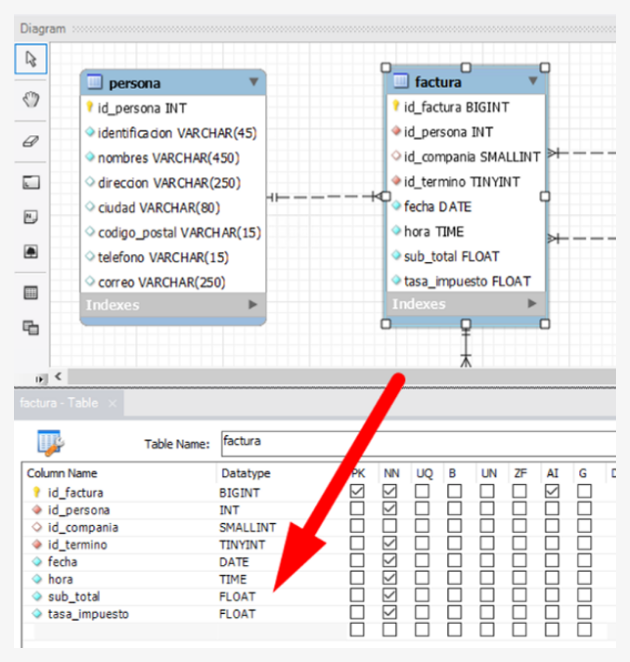 Diagram
persona
id_persona INT
identificacion VARCHAR(45)
nombres VARCHAR(450)
direccion VARCHAR(250)
ciudad VARCHAR(80)
codigo_postal VARCHAR(15)
telefono VARCHAR(15)
correo VARCHAR(250)
Indexes
factura
id_factura BIGINT
id_persona INT
id_compania SMALLINT
id_termino TINYINT
fecha DATE
hora TIME
sub_total FLOAT
tasa_impuesto FLOAT
Indexes
factura - Table
Table Name: factura
Column Name Datatype PK NN UQ B UN ZF AI G
id_factura BIGINT
id_persona INT
id_compania SMALLINT
id_termino TINYINT
fecha DATE
hora TIME
sub_total FLOAT
tasa_impuesto FLOAT